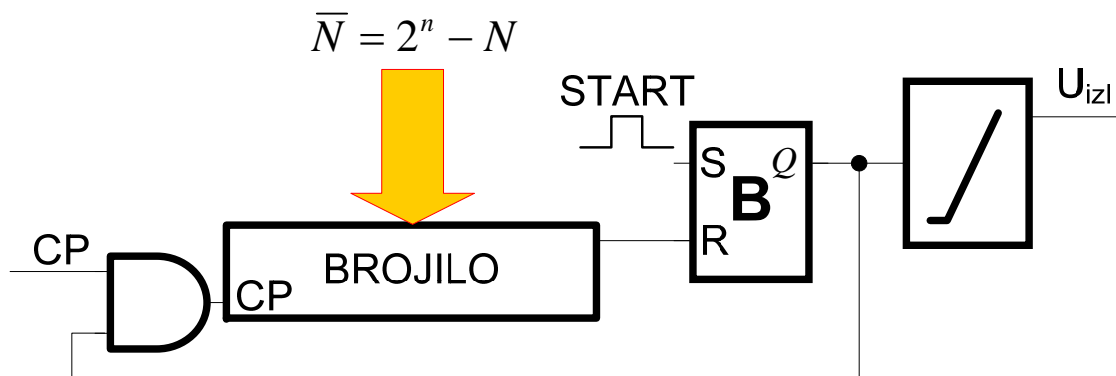 N̅ = 2ⁿ − N
START
U_izl
S Q
B
R
CP
BROJILO
CP